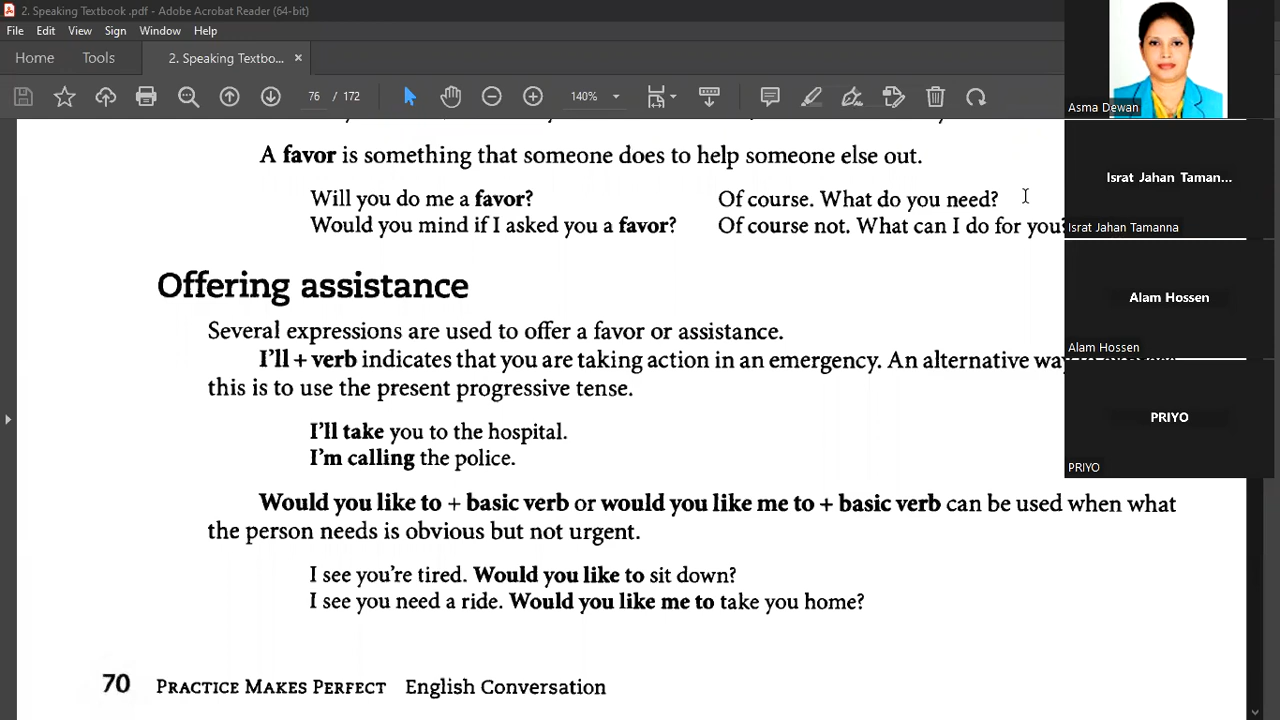 2. Speaking Textbook .pdf - Adobe Acrobat Reader (64-bit)
File Edit View Sign Window Help
Home Tools 2. Speaking Textbo... ×
76 / 172 140%
A favor is something that someone does to help someone else out.
Will you do me a favor? Of course. What do you need?
Would you mind if I asked you a favor? Of course not. What can I do for you?
Offering assistance
Several expressions are used to offer a favor or assistance.
I'll + verb indicates that you are taking action in an emergency. An alternative way
this is to use the present progressive tense.
I'll take you to the hospital.
I'm calling the police.
Would you like to + basic verb or would you like me to + basic verb can be used when what
the person needs is obvious but not urgent.
I see you're tired. Would you like to sit down?
I see you need a ride. Would you like me to take you home?
70 PRACTICE MAKES PERFECT English Conversation
Asma Dewan
Israt Jahan Taman...
Israt Jahan Tamanna
Alam Hossen
Alam Hossen
PRIYO
PRIYO